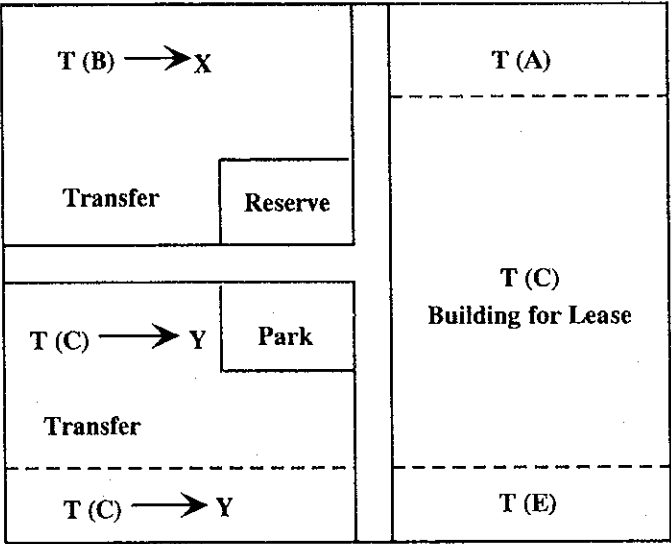 T (B) → X
Transfer
Reserve
T (C) → Y
Park
Transfer
T (C) → Y
T (A)
T (C)
Building for Lease
T (E)